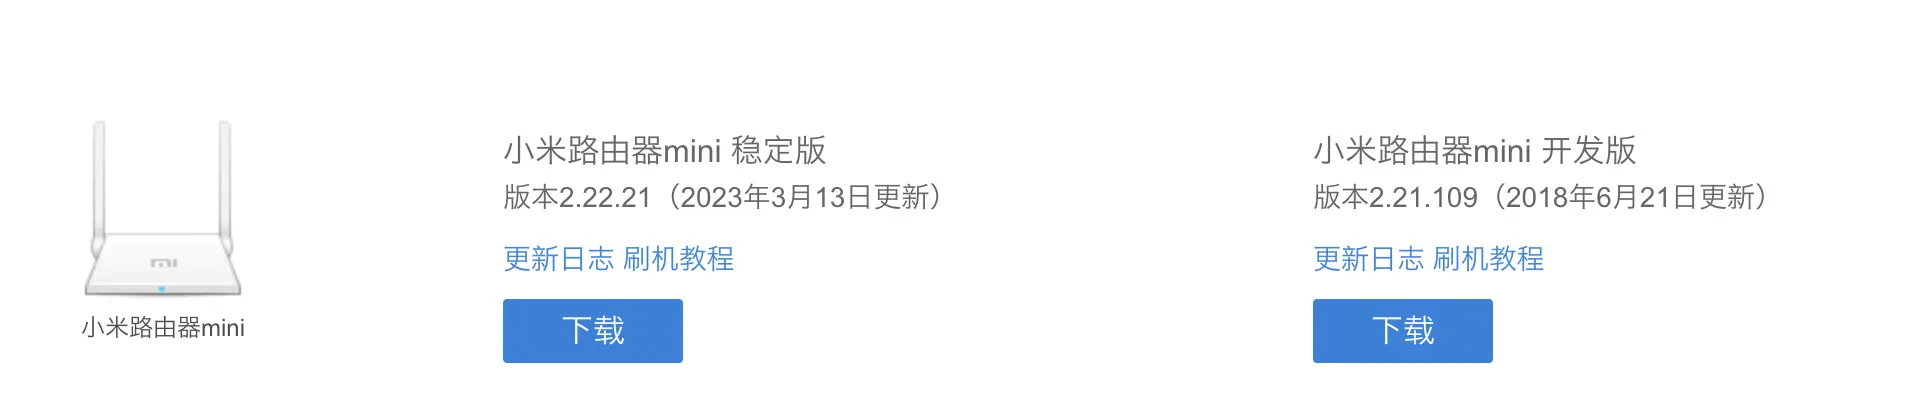 mi
小米路由器mini
小米路由器mini 稳定版
版本2.22.21（2023年3月13日更新）
更新日志 刷机教程
下载
小米路由器mini 开发版
版本2.21.109（2018年6月21日更新）
更新日志 刷机教程
下载